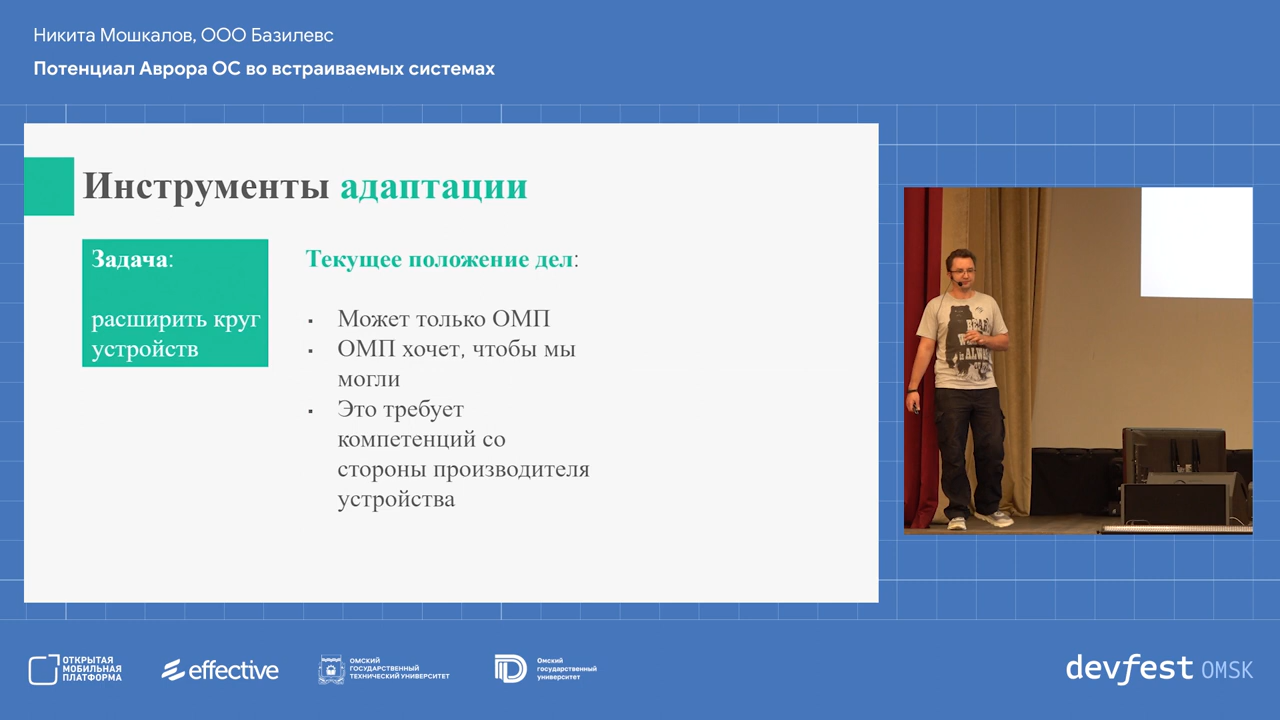 Никита Мошкалов, ООО Базилевс
Потенциал Аврора ОС во встраиваемых системах
Инструменты адаптации
Задача:
расширить круг
устройств
Текущее положение дел:
▪ Может только ОМП
▪ ОМП хочет, чтобы мы
могли
▪ Это требует
компетенций со
стороны производителя
устройства
ОТКРЫТАЯ
МОБИЛЬНАЯ
ПЛАТФОРМА
effective
ОМСКИЙ
ГОСУДАРСТВЕННЫЙ
ТЕХНИЧЕСКИЙ УНИВЕРСИТЕТ
Омский
государственный
университет
devfest OMSK